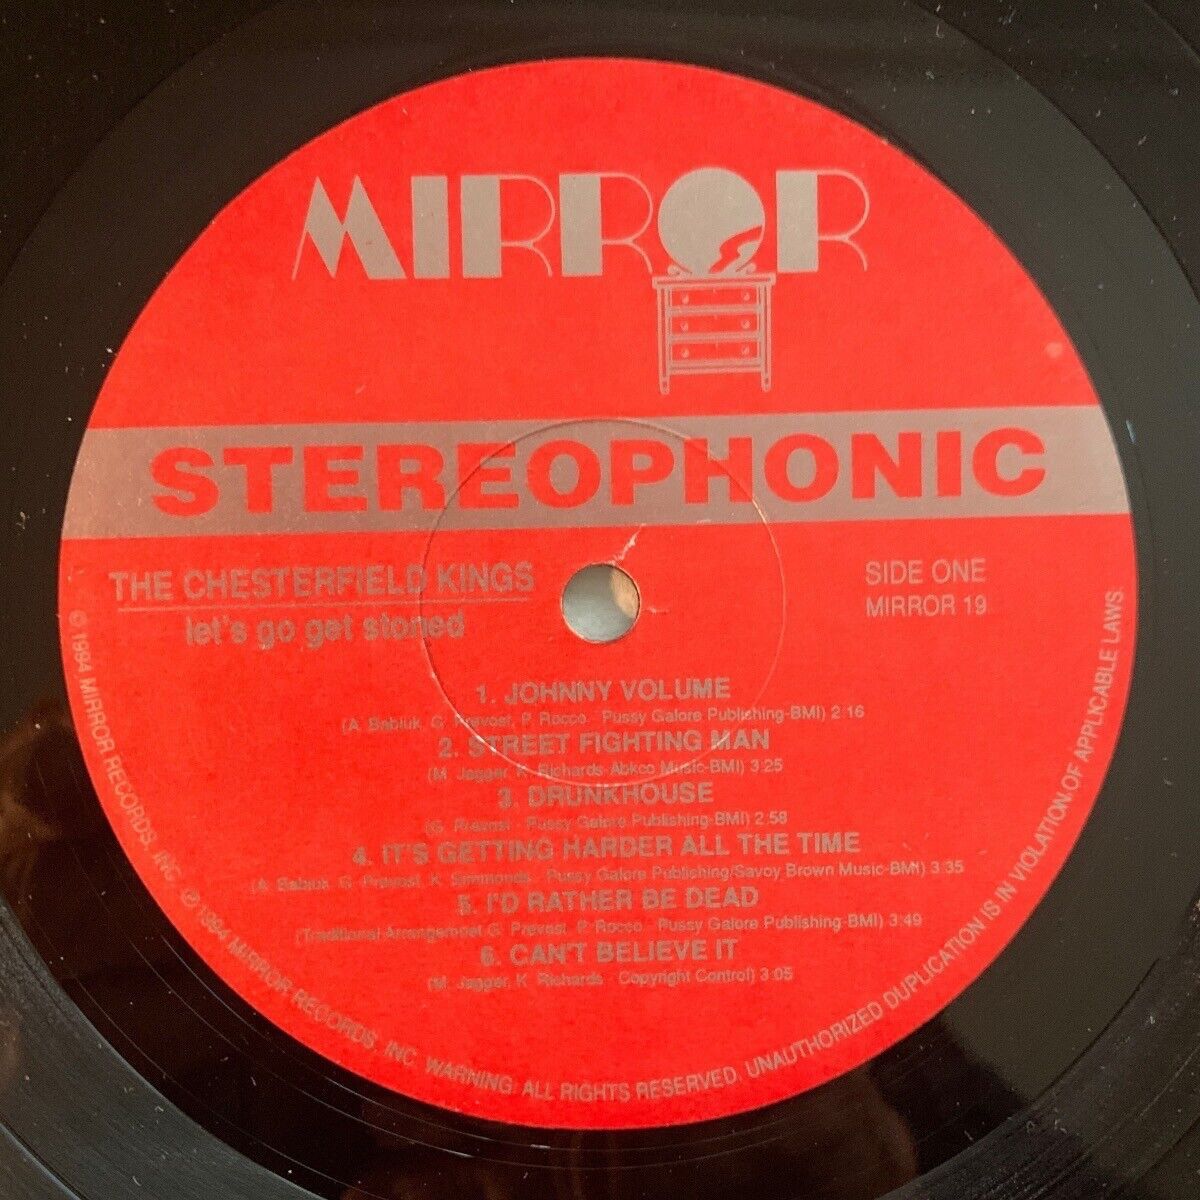 MIRROR
STEREOPHONIC
THE CHESTERFIELD KINGS
let's go get stoned
SIDE ONE
MIRROR 19
1. JOHNNY VOLUME
(A. Babiuk, G. Prevost, P. Rocco - Pussy Galore Publishing-BMI) 2:16
2. STREET FIGHTING MAN
(M. Jagger, K. Richards-Abkco Music-BMI) 3:25
3. DRUNKHOUSE
(G. Prevost - Pussy Galore Publishing-BMI) 2:58
4. IT'S GETTING HARDER ALL THE TIME
(A. Babiuk, G. Prevost, K. Simmonds - Pussy Galore Publishing/Savoy Brown Music-BMI) 3:35
5. I'D RATHER BE DEAD
(Traditional-Arrangement G. Prevost, P. Rocco - Pussy Galore Publishing-BMI) 3:49
6. CAN'T BELIEVE IT
(M. Jagger, K. Richards - Copyright Control) 3:05
© 1994 MIRROR RECORDS, INC. ℗ 1994 MIRROR RECORDS, INC. WARNING: ALL RIGHTS RESERVED. UNAUTHORIZED DUPLICATION IS IN VIOLATION OF APPLICABLE LAWS.